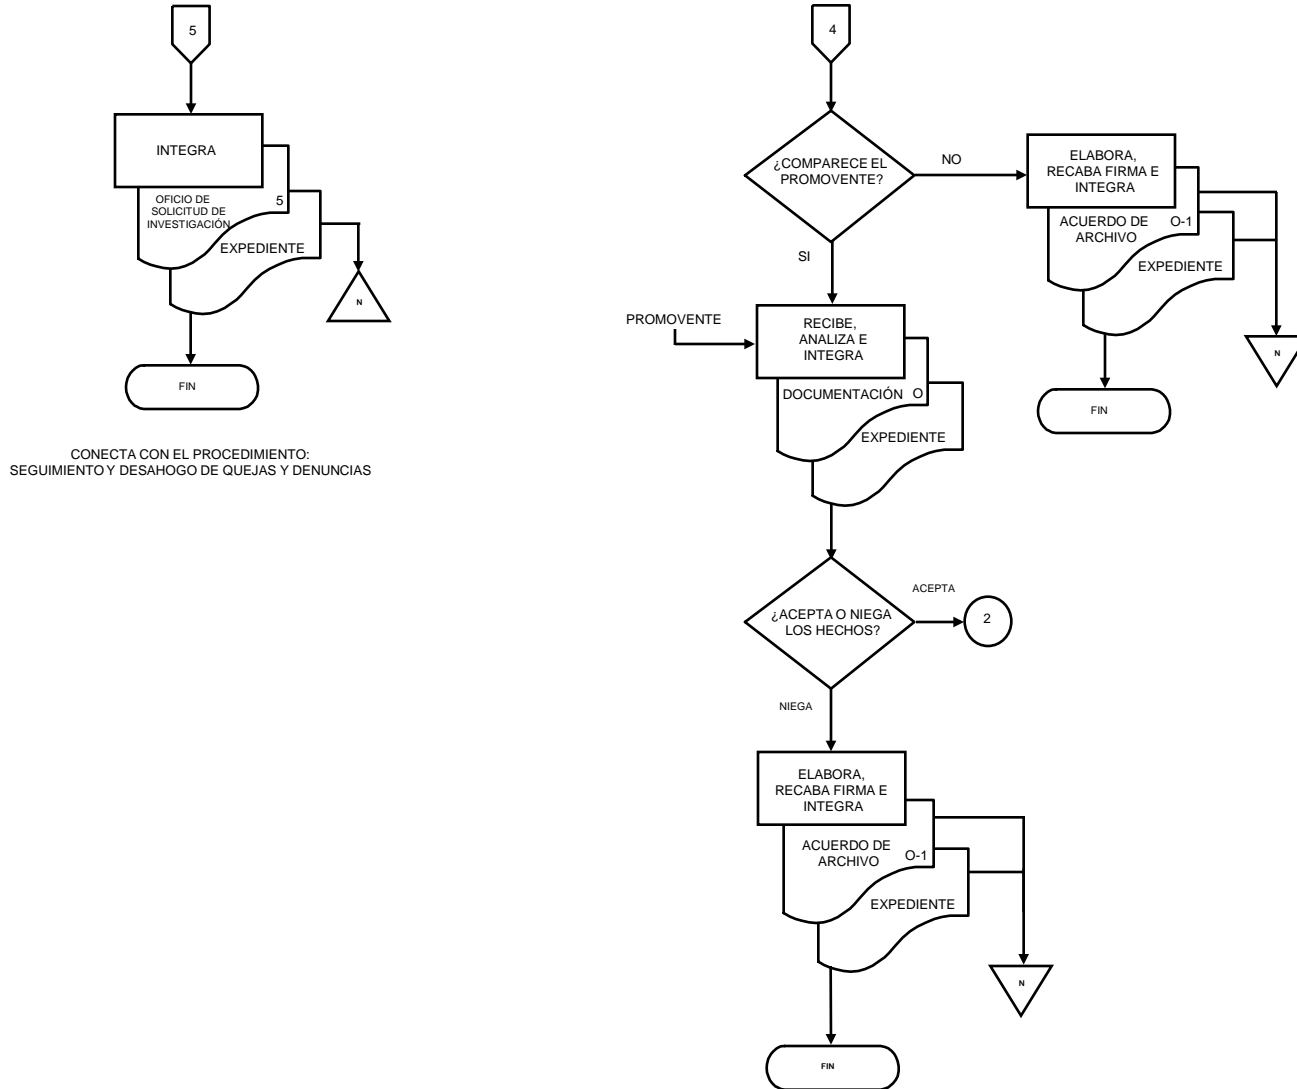 5
INTEGRA
OFICIO DE
SOLICITUD DE
INVESTIGACIÓN
5
EXPEDIENTE
N
FIN
CONECTA CON EL PROCEDIMIENTO:
SEGUIMIENTO Y DESAHOGO DE QUEJAS Y DENUNCIAS
4
¿COMPARECE EL
PROMOVENTE?
NO
ELABORA,
RECABA FIRMA E
INTEGRA
ACUERDO DE
ARCHIVO
O-1
EXPEDIENTE
N
FIN
SI
PROMOVENTE
RECIBE,
ANALIZA E
INTEGRA
DOCUMENTACIÓN
O
EXPEDIENTE
¿ACEPTA O NIEGA
LOS HECHOS?
ACEPTA
2
NIEGA
ELABORA,
RECABA FIRMA E
INTEGRA
ACUERDO DE
ARCHIVO
O-1
EXPEDIENTE
N
FIN